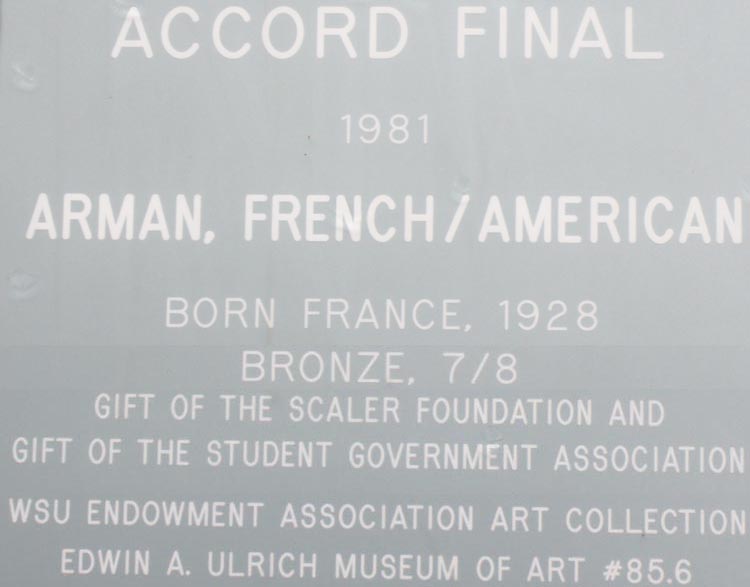 ACCORD FINAL
1981
ARMAN, FRENCH/AMERICAN
BORN FRANCE, 1928
BRONZE, 7/8
GIFT OF THE SCALER FOUNDATION AND
GIFT OF THE STUDENT GOVERNMENT ASSOCIATION
WSU ENDOWMENT ASSOCIATION ART COLLECTION
EDWIN A. ULRICH MUSEUM OF ART #85.6